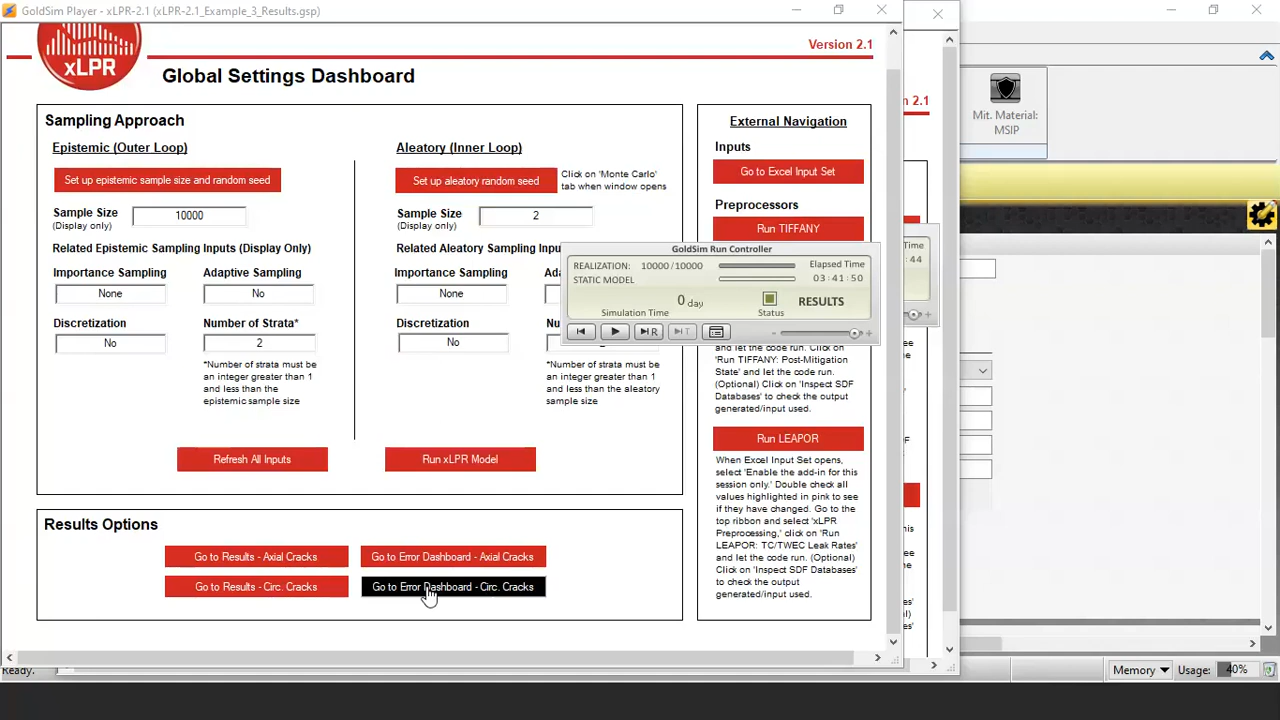 GoldSim Player - xLPR-2.1 (xLPR-2.1_Example_3_Results.gsp)
xLPR
Version 2.1
Global Settings Dashboard
n 2.1
Mit. Material:
MSIP
Sampling Approach
Epistemic (Outer Loop)
Set up epistemic sample size and random seed
Sample Size
(Display only)
10000
Related Epistemic Sampling Inputs (Display Only)
Importance Sampling
None
Adaptive Sampling
No
Discretization
No
Number of Strata*
2
*Number of strata must be
an integer greater than 1
and less than the
epistemic sample size
Aleatory (Inner Loop)
Set up aleatory random seed
Click on 'Monte Carlo'
tab when window opens
Sample Size
(Display only)
2
Related Aleatory Sampling Inpu
Importance Sampling
None
Ad
Discretization
No
Nu
*Number of strata must be
an integer greater than 1
and less than the aleatory
sample size
Refresh All Inputs
Run xLPR Model
Results Options
Go to Results - Axial Cracks
Go to Error Dashboard - Axial Cracks
Go to Results - Circ. Cracks
Go to Error Dashboard - Circ. Cracks
External Navigation
Inputs
Go to Excel Input Set
Preprocessors
Run TIFFANY
GoldSim Run Controller
REALIZATION: 10000/10000
Elapsed Time
STATIC MODEL
03:41:50
0 day
RESULTS
Simulation Time
Status
R
T
- +
Time
: 44
+
and let the code run. Click on
'Run TIFFANY: Post-Mitigation
State' and let the code run.
(Optional) Click on 'Inspect SDF
Databases' to check the output
generated/input used.
Run LEAPOR
When Excel Input Set opens,
select 'Enable the add-in for this
session only.' Double check all
values highlighted in pink to see
if they have changed. Go to the
top ribbon and select 'xLPR
Preprocessing,' click on 'Run
LEAPOR: TC/TWEC Leak Rates'
and let the code run. (Optional)
Click on 'Inspect SDF Databases'
to check the output
generated/input used.
Ready.
Memory
Usage:
40%